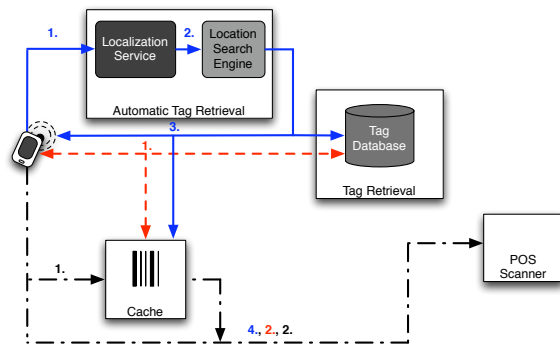 1.
Localization
Service
2.
Location
Search
Engine
Automatic Tag Retrieval
3.
1.
Tag
Database
Tag Retrieval
1.
Cache
POS
Scanner
4., 2., 2.